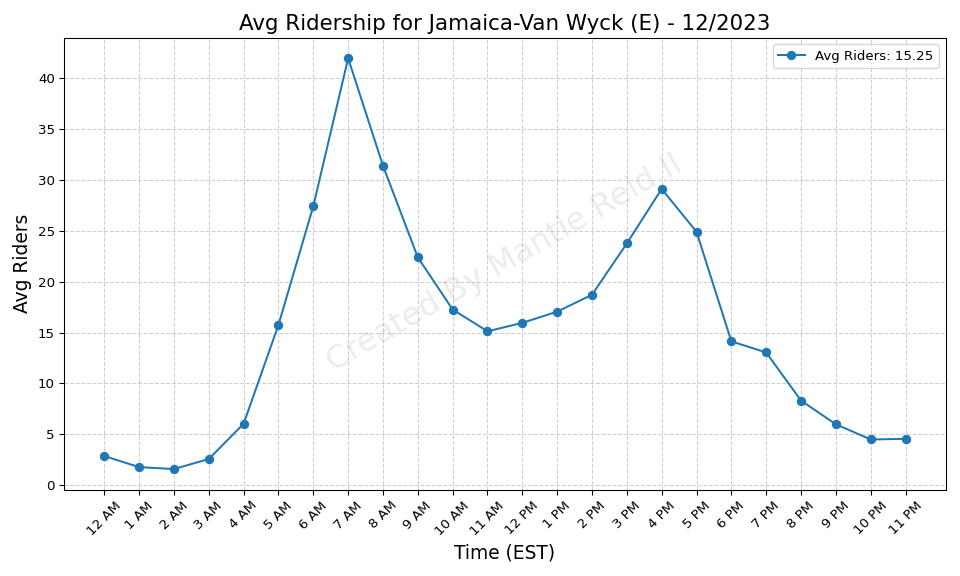 Avg Ridership for Jamaica-Van Wyck (E) - 12/2023
Avg Riders: 15.25
Avg Riders
40
35
30
25
20
15
10
5
0
Created By Mantle Reid II
12 AM
1 AM
2 AM
3 AM
4 AM
5 AM
6 AM
7 AM
8 AM
9 AM
10 AM
11 AM
12 PM
1 PM
2 PM
3 PM
4 PM
5 PM
6 PM
7 PM
8 PM
9 PM
10 PM
11 PM
Time (EST)